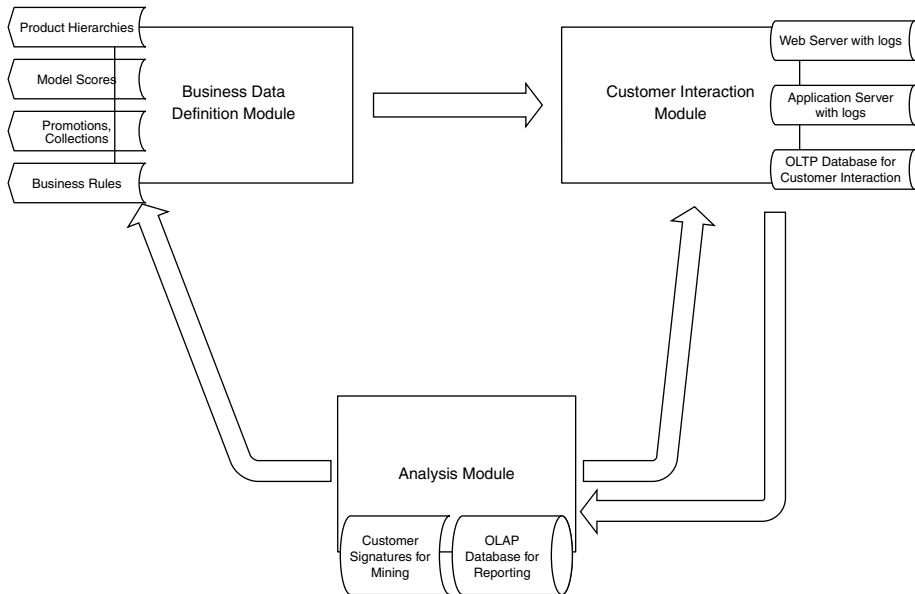 Product Hierarchies
Model Scores
Promotions,
Collections
Business Rules
Business Data
Definition Module
Customer Interaction
Module
Web Server with logs
Application Server
with logs
OLTP Database for
Customer Interaction
Analysis Module
Customer
Signatures for
Mining
OLAP
Database for
Reporting